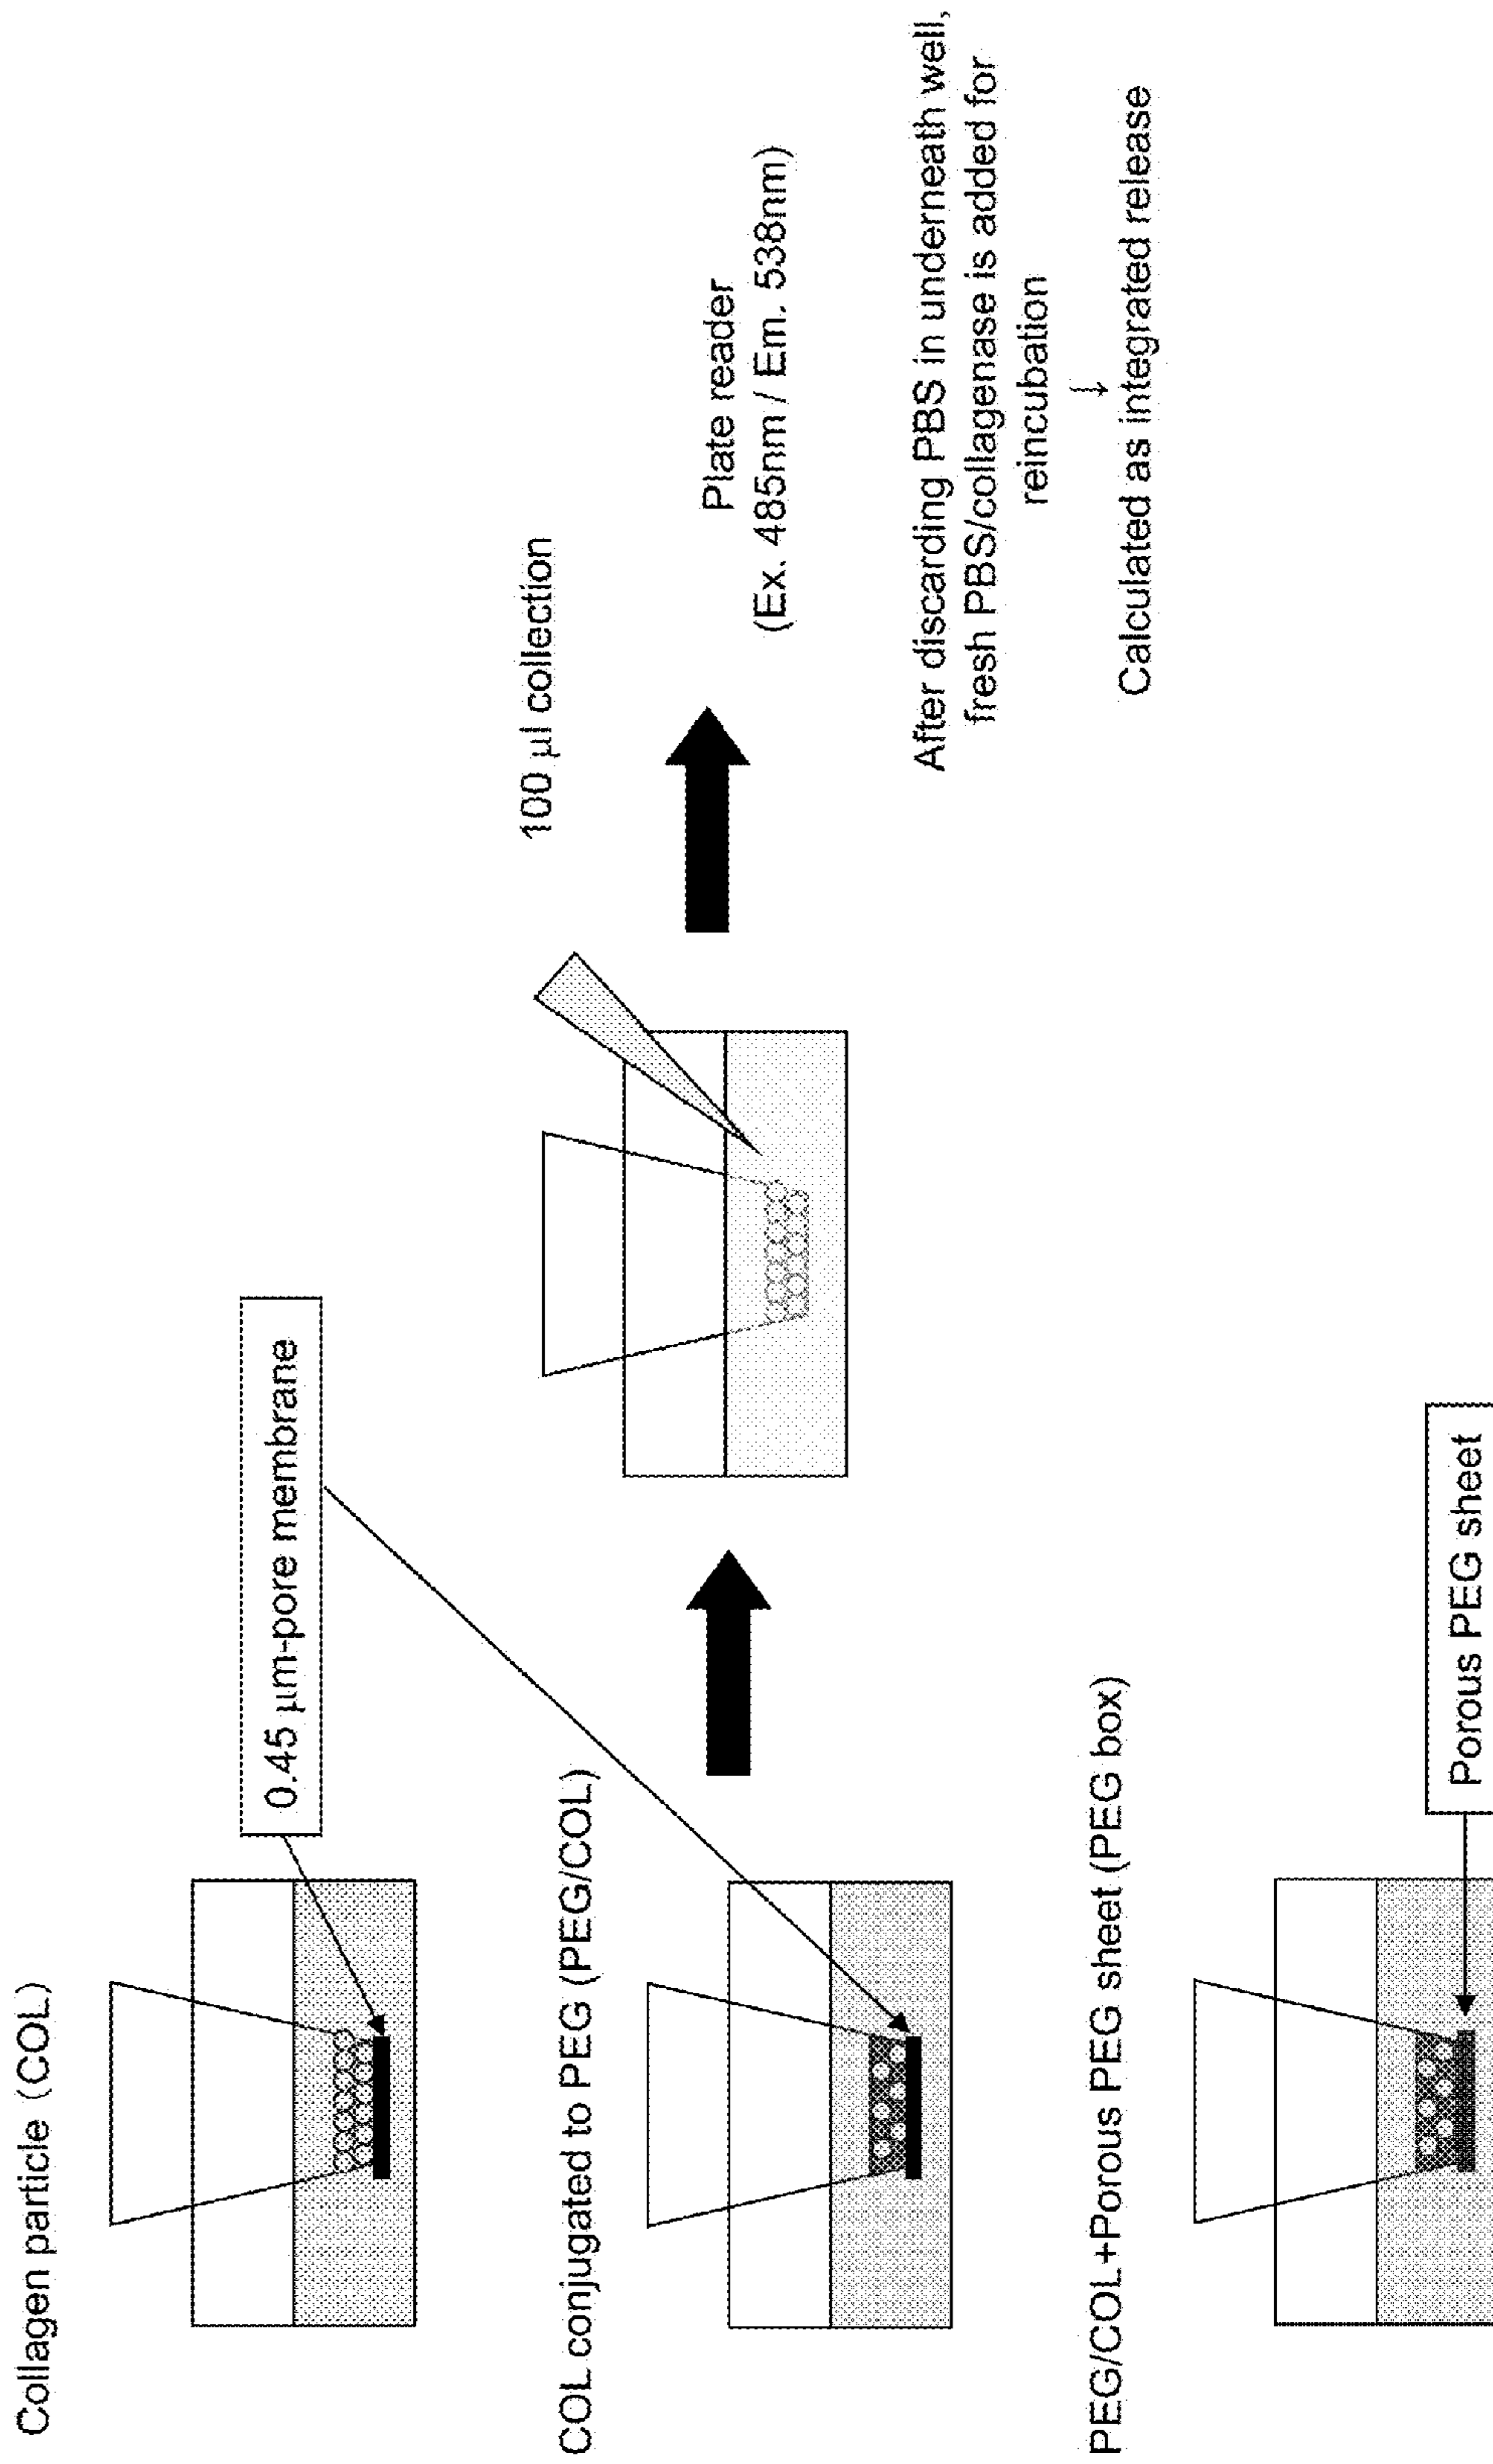 Collagen particle (COL)
0.45 μm-pore membrane
COL conjugated to PEG (PEG/COL)
PEG/COL+Porous PEG sheet (PEG box)
Porous PEG sheet
100 μl collection
Plate reader
(Ex. 485nm / Em. 538nm)
After discarding PBS in underneath well,
fresh PBS/collagenase is added for
reincubation
↓
Calculated as integrated release